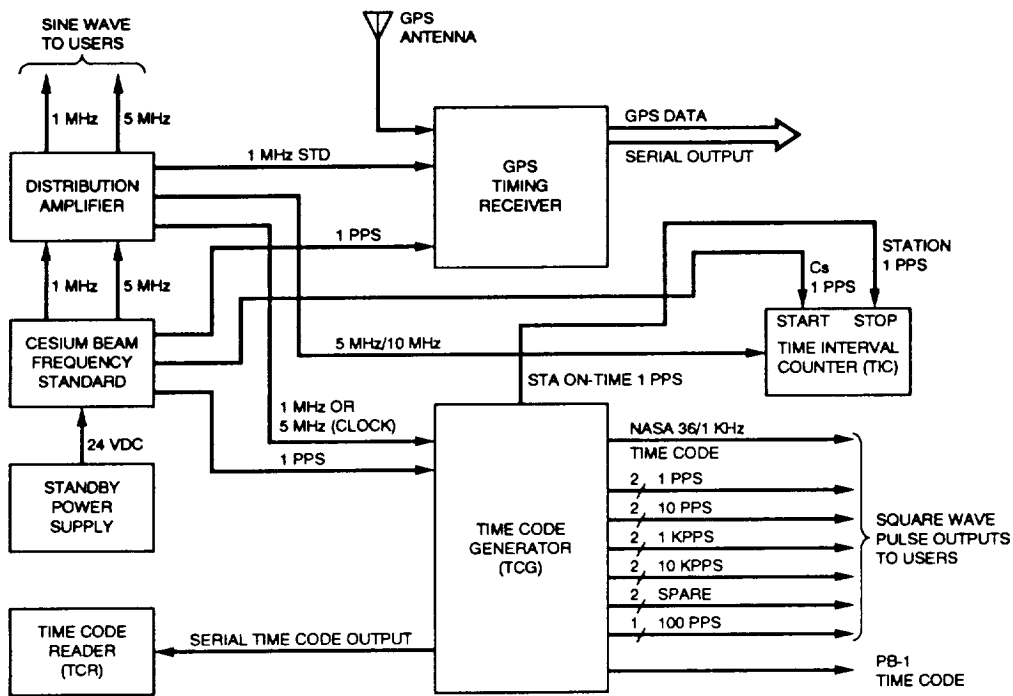 SINE WAVE
TO USERS
GPS
ANTENNA
1 MHz
5 MHz
DISTRIBUTION
AMPLIFIER
1 MHz STD
GPS
TIMING
RECEIVER
GPS DATA
SERIAL OUTPUT
1 PPS
1 MHz
5 MHz
STATION
1 PPS
Cs
1 PPS
CESIUM BEAM
FREQUENCY
STANDARD
START STOP
TIME INTERVAL
COUNTER (TIC)
5 MHz/10 MHz
STA ON-TIME 1 PPS
1 MHz OR
5 MHz (CLOCK)
24 VDC
1 PPS
STANDBY
POWER
SUPPLY
TIME CODE
GENERATOR
(TCG)
NASA 36/1 KHz
TIME CODE
2/ 1 PPS
2/ 10 PPS
2/ 1 KPPS
2/ 10 KPPS
2/ SPARE
1/ 100 PPS
SQUARE WAVE
PULSE OUTPUTS
TO USERS
TIME CODE
READER
(TCR)
SERIAL TIME CODE OUTPUT
PB-1
TIME CODE